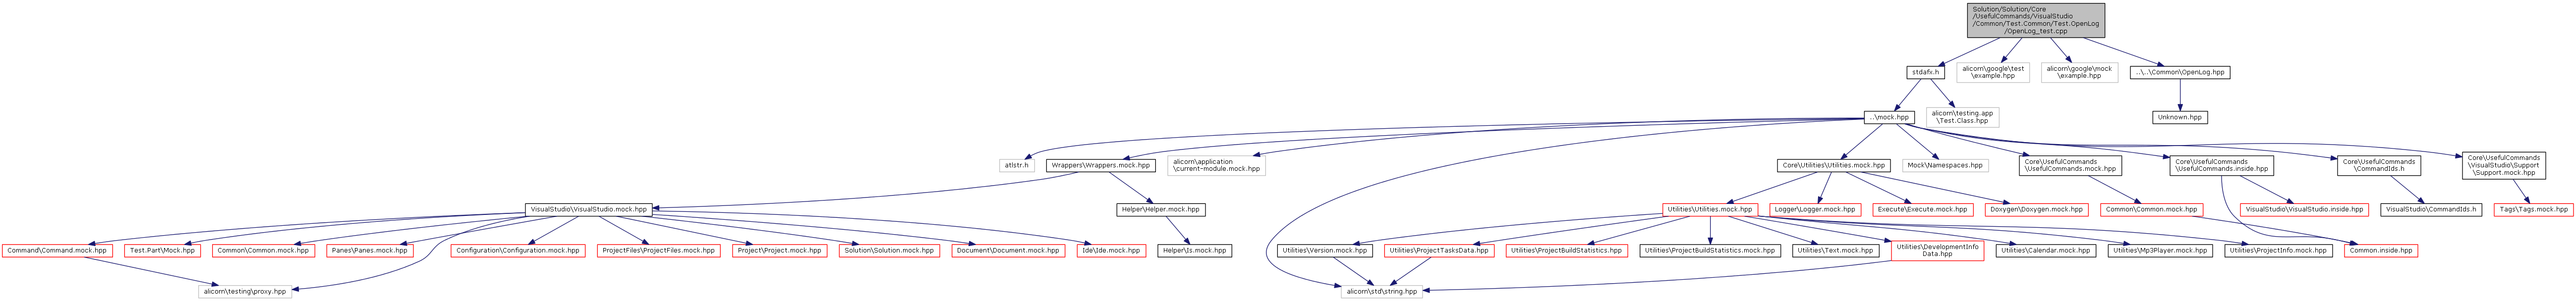 Solution/Solution/Core
/UsefulCommands/VisualStudio
/Common/Test.Common/Test.OpenLog
/OpenLog_test.cpp
stdafx.h
alicorn\google\test
\example.hpp
alicorn\google\mock
\example.hpp
..\..\Common\OpenLog.hpp
..\mock.hpp
alicorn\testing.app
\Test.Class.hpp
Unknown.hpp
atlstr.h
Wrappers\Wrappers.mock.hpp
alicorn\application
\current-module.mock.hpp
Core\Utilities\Utilities.mock.hpp
Mock\Namespaces.hpp
Core\UsefulCommands
\UsefulCommands.mock.hpp
Core\UsefulCommands
\UsefulCommands.inside.hpp
Core\UsefulCommands
\CommandIds.h
Core\UsefulCommands
\VisualStudio\Support
\Support.mock.hpp
VisualStudio\VisualStudio.mock.hpp
Helper\Helper.mock.hpp
Utilities\Utilities.mock.hpp
Logger\Logger.mock.hpp
Execute\Execute.mock.hpp
Doxygen\Doxygen.mock.hpp
Common\Common.mock.hpp
VisualStudio\VisualStudio.inside.hpp
VisualStudio\CommandIds.h
Tags\Tags.mock.hpp
Command\Command.mock.hpp
Test.Part\Mock.hpp
Common\Common.mock.hpp
Panes\Panes.mock.hpp
Configuration\Configuration.mock.hpp
ProjectFiles\ProjectFiles.mock.hpp
Project\Project.mock.hpp
Solution\Solution.mock.hpp
Document\Document.mock.hpp
Ide\Ide.mock.hpp
Helper\Is.mock.hpp
Utilities\Version.mock.hpp
Utilities\ProjectTasksData.hpp
Utilities\ProjectBuildStatistics.hpp
Utilities\ProjectBuildStatistics.mock.hpp
Utilities\Text.mock.hpp
Utilities\DevelopmentInfo
Data.hpp
Utilities\Calendar.mock.hpp
Utilities\Mp3Player.mock.hpp
Utilities\ProjectInfo.mock.hpp
Common.inside.hpp
alicorn\testing\proxy.hpp
alicorn\std\string.hpp